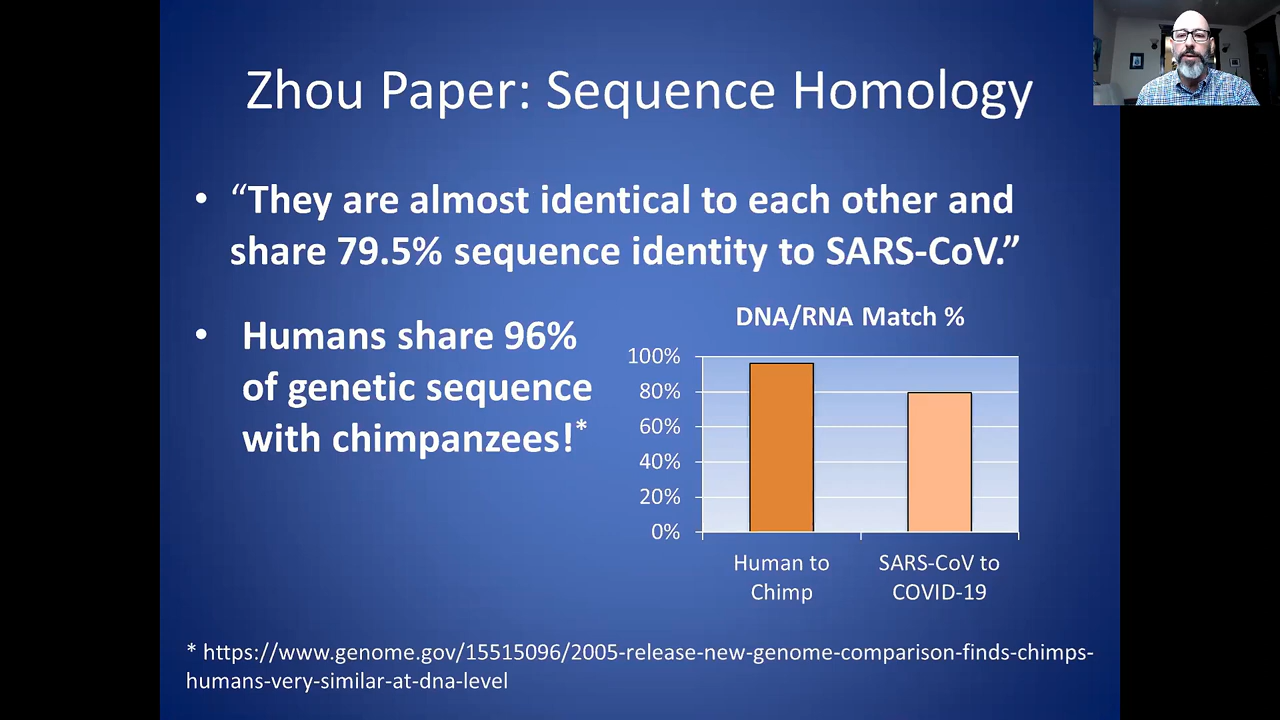 Zhou Paper: Sequence Homology
• “They are almost identical to each other and
share 79.5% sequence identity to SARS-CoV.”
• Humans share 96%
of genetic sequence
with chimpanzees!*
DNA/RNA Match %
100%
80%
60%
40%
20%
0%
Human to
Chimp
SARS-CoV to
COVID-19
* https://www.genome.gov/15515096/2005-release-new-genome-comparison-finds-chimps-
humans-very-similar-at-dna-level